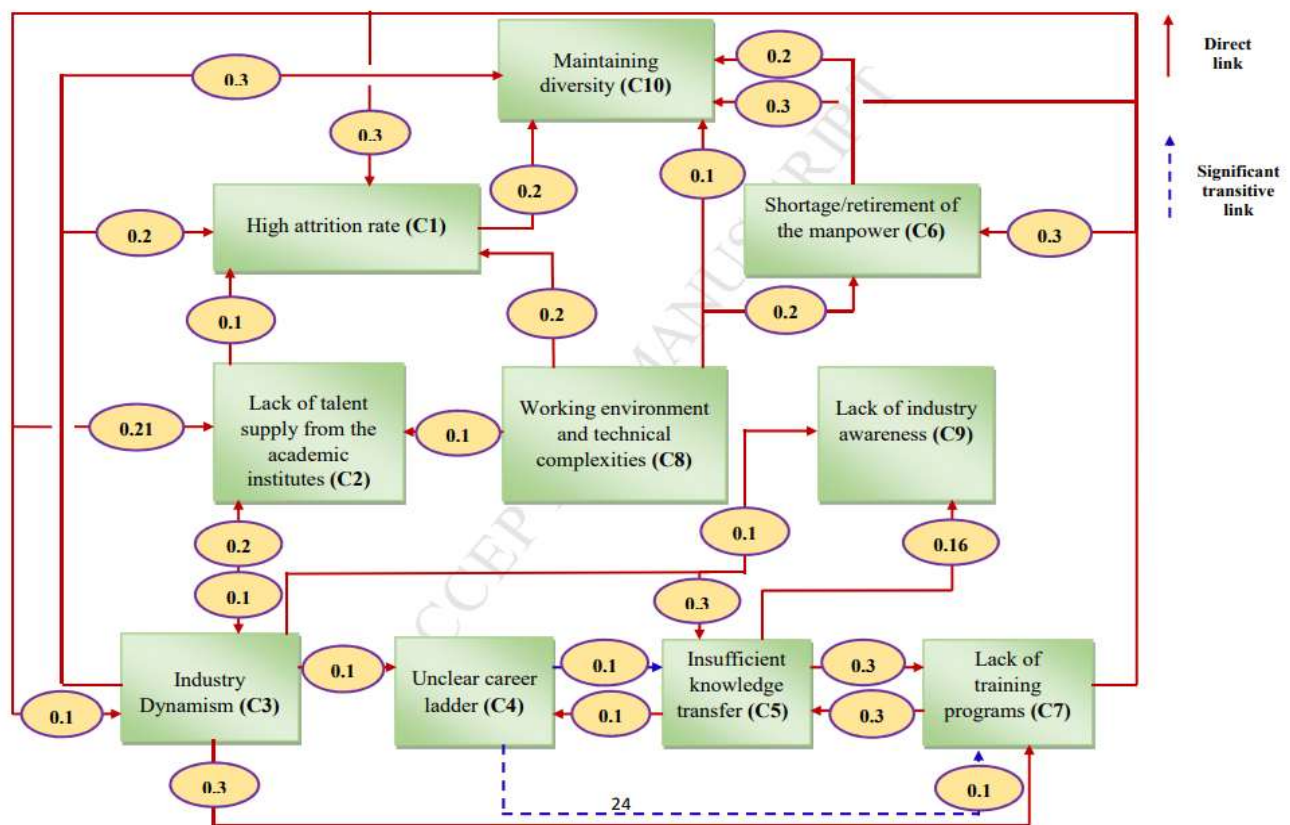 Maintaining
diversity (C10)
0.2
Direct
link
0.3
0.3
0.3
0.1
0.2
Significant
transitive
link
High attrition rate (C1)
Shortage/retirement of
the manpower (C6)
0.2
0.3
0.1
0.2
0.2
CCEP
MANUSCRIPT
Lack of talent
supply from the
academic
institutes (C2)
0.21
0.1
Working environment
and technical
complexities (C8)
Lack of industry
awareness (C9)
0.2
0.1
0.16
0.1
0.3
Industry
Dynamism (C3)
0.1
Unclear career
ladder (C4)
0.1
0.1
Insufficient
knowledge
transfer (C5)
0.3
0.3
Lack of
training
programs (C7)
0.1
0.3
24
0.1